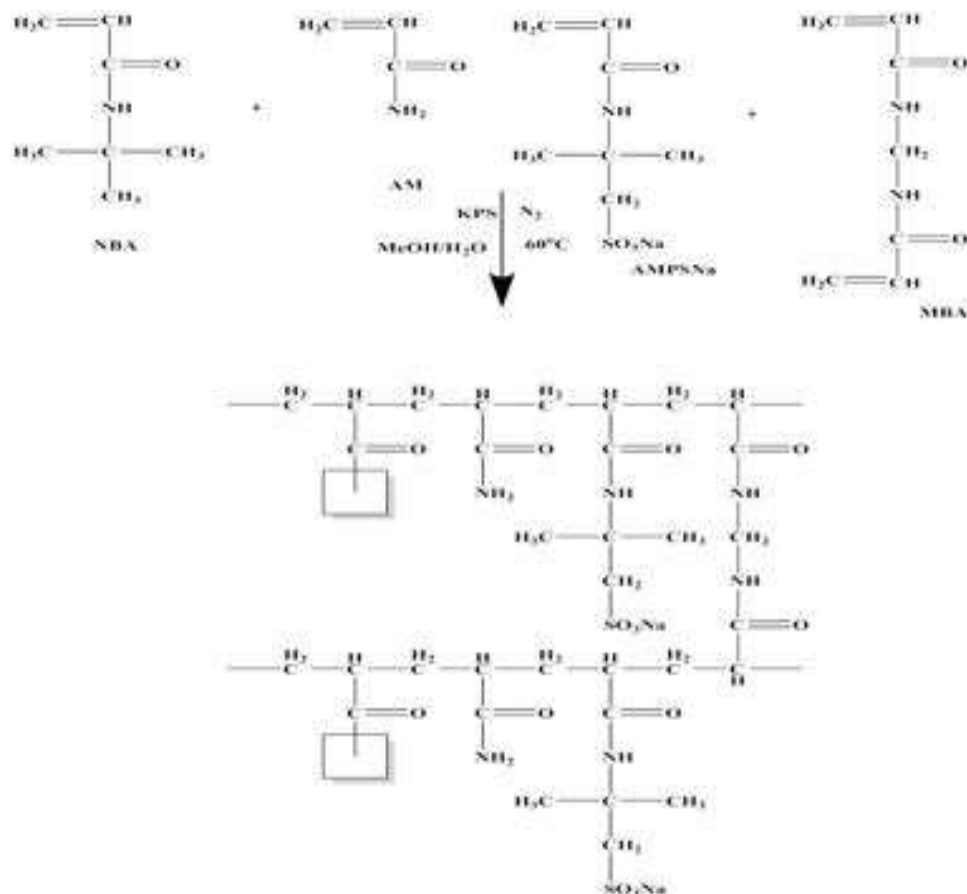 H₂C CH H₂C CH H₂C CH H₂C CH
C O C O C O C O
NH + NH₂ NH + NH
H₃C C CH₃ H₃C C CH₃ CH₂
CH₃ AM CH₂ NH
KPS N₂
NBA MeOH/H₂O 60°C SO₃Na C O
AMPSNa
H₂C CH
MBA
H₂ H H₂ H H₂ H H₂ H
C C C C C C C C
C O C O C O C O
NH₂ NH NH
H₃C C CH₃ CH₂
CH₂ NH
SO₃Na C O
H₂ H H₂ H H₂ H H₂
C C C C C C C C
H
C O C O C O
NH₂ NH
H₃C C CH₃
CH₂
SO₃Na